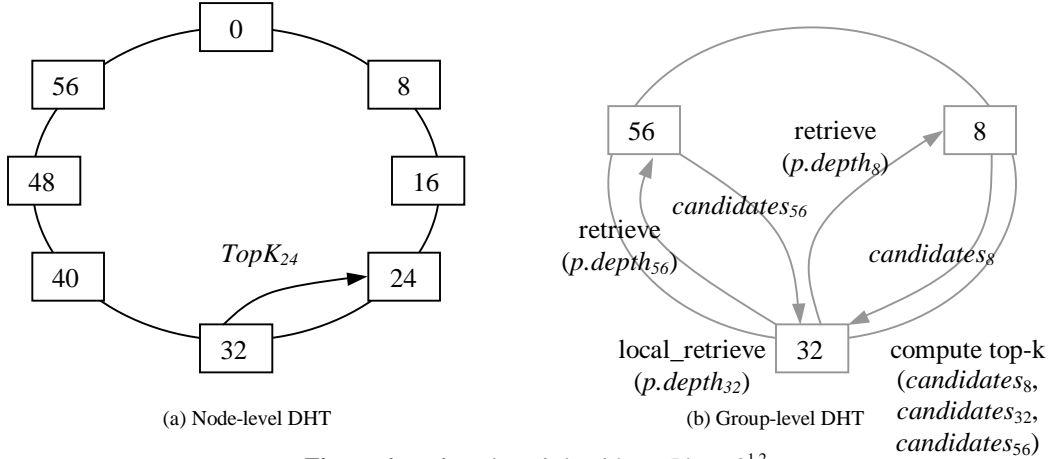 0
56
8
48
16
TopK24
40
24
32
(a) Node-level DHT
56
8
retrieve
(p.depth8)
candidates56
retrieve
(p.depth56)
candidates8
32
local_retrieve
(p.depth32)
compute top-k
(candidates8,
candidates32,
candidates56)
(b) Group-level DHT